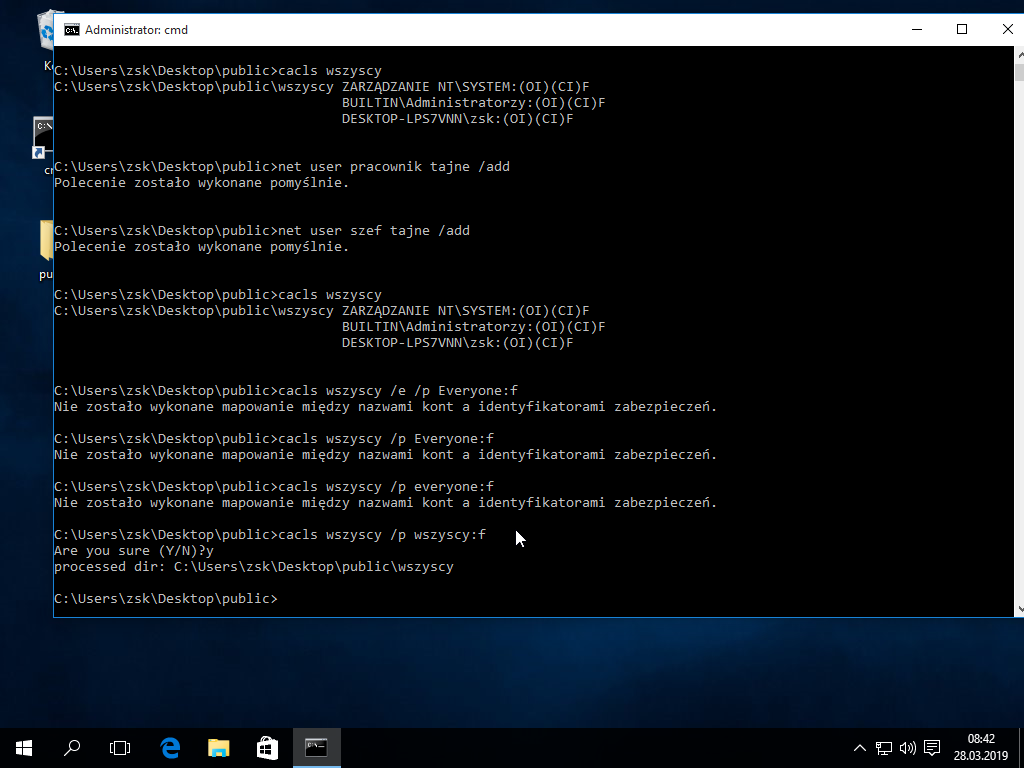 Administrator: cmd
C:\Users\zsk\Desktop\public>cacls wszyscy
C:\Users\zsk\Desktop\public\wszyscy ZARZĄDZANIE NT\SYSTEM:(OI)(CI)F
BUILTIN\Administratorzy:(OI)(CI)F
DESKTOP-LPS7VNN\zsk:(OI)(CI)F
C:\Users\zsk\Desktop\public>net user pracownik tajne /add
Polecenie zostało wykonane pomyślnie.
C:\Users\zsk\Desktop\public>net user szef tajne /add
Polecenie zostało wykonane pomyślnie.
C:\Users\zsk\Desktop\public>cacls wszyscy
C:\Users\zsk\Desktop\public\wszyscy ZARZĄDZANIE NT\SYSTEM:(OI)(CI)F
BUILTIN\Administratorzy:(OI)(CI)F
DESKTOP-LPS7VNN\zsk:(OI)(CI)F
C:\Users\zsk\Desktop\public>cacls wszyscy /e /p Everyone:f
Nie zostało wykonane mapowanie między nazwami kont a identyfikatorami zabezpieczeń.
C:\Users\zsk\Desktop\public>cacls wszyscy /p Everyone:f
Nie zostało wykonane mapowanie między nazwami kont a identyfikatorami zabezpieczeń.
C:\Users\zsk\Desktop\public>cacls wszyscy /p everyone:f
Nie zostało wykonane mapowanie między nazwami kont a identyfikatorami zabezpieczeń.
C:\Users\zsk\Desktop\public>cacls wszyscy /p wszyscy:f
Are you sure (Y/N)?y
processed dir: C:\Users\zsk\Desktop\public\wszyscy
C:\Users\zsk\Desktop\public>
08:42
28.03.2019